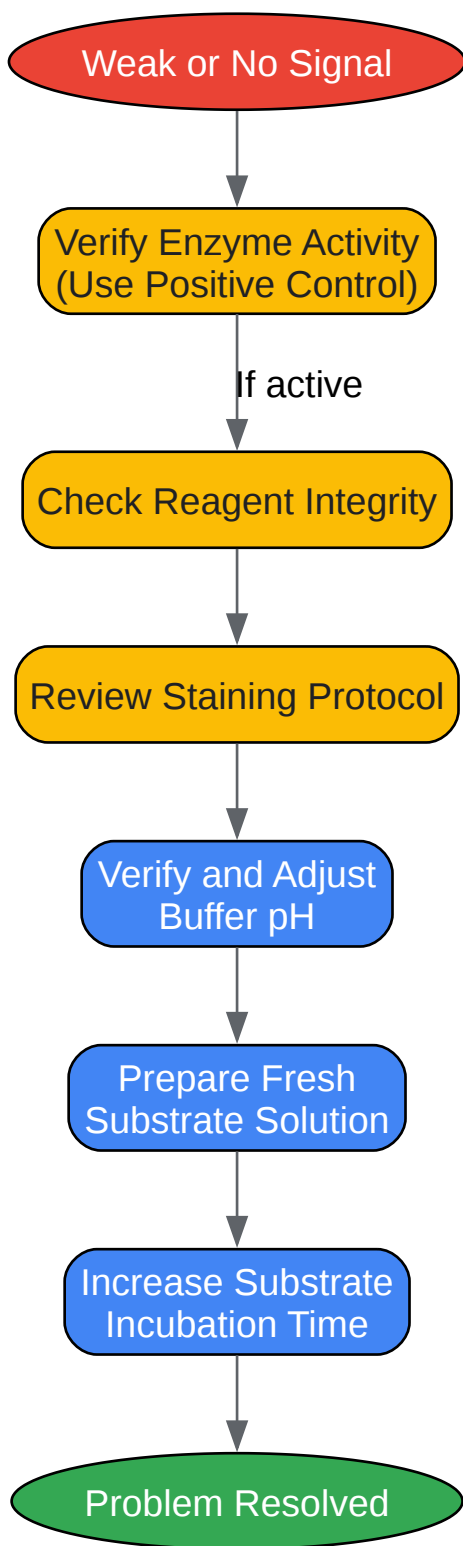 Weak or No Signal
Verify Enzyme Activity
(Use Positive Control)
If active
Check Reagent Integrity
Review Staining Protocol
Verify and Adjust
Buffer pH
Prepare Fresh
Substrate Solution
Increase Substrate
Incubation Time
Problem Resolved